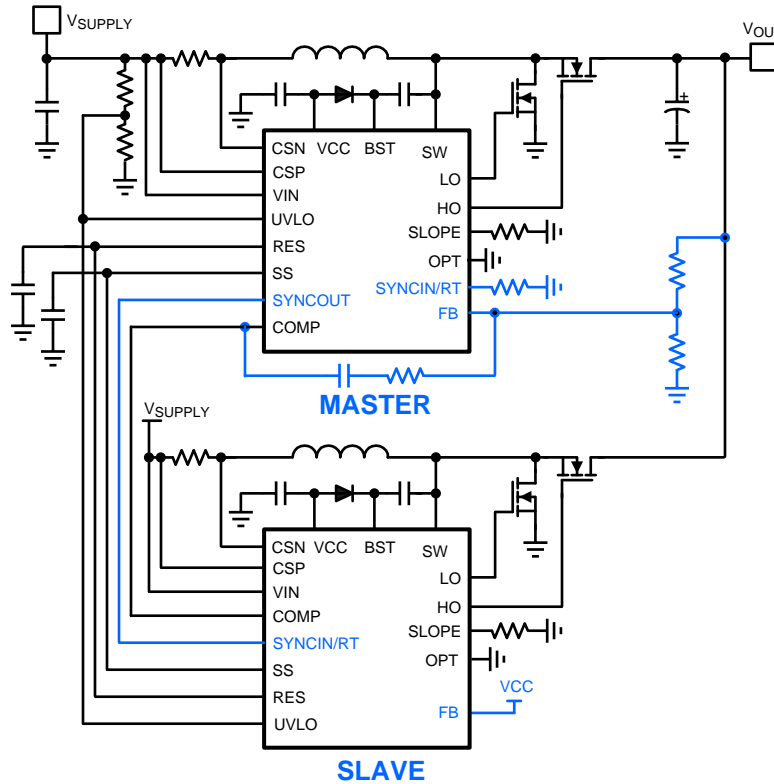 VSUPPLY
VOU
CSN
VCC
BST
SW
CSP
LO
VIN
HO
UVLO
SLOPE
RES
OPT
SS
SYNCIN/RT
SYNCOUT
FB
COMP
+
MASTER
VSUPPLY
CSN
VCC
BST
SW
CSP
LO
VIN
HO
COMP
SLOPE
SYNCIN/RT
OPT
SS
RES
VCC
FB
UVLO
SLAVE